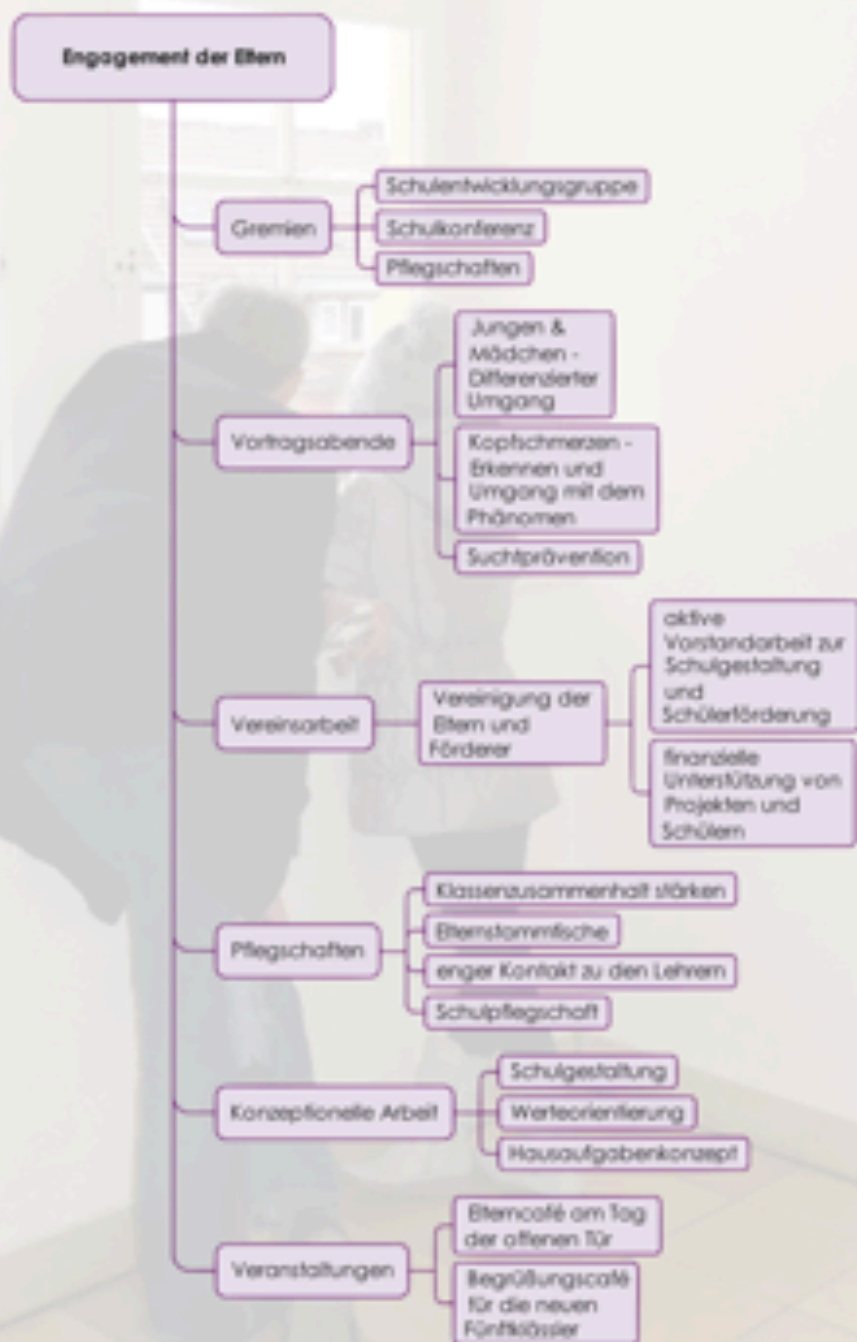 Engagement der Eltern
Gremien
Schulentwicklungsgruppe
Schulkonferenz
Pflegschaften
Vortragsabende
Jungen &
Mädchen -
Differenzierter
Umgang
Kopfschmerzen -
Erkennen und
Umgang mit dem
Phänomen
Suchtprävention
Vereinsarbeit
Vereinigung der
Eltern und
Förderer
aktive
Vorstandarbeit zur
Schulgestaltung
und
Schülerförderung
finanzielle
Unterstützung von
Projekten und
Schülern
Pflegschaften
Klassenzusammenhalt stärken
Elternstammtische
enger Kontakt zu den Lehrern
Schulpflegschaft
Konzeptionelle Arbeit
Schulgestaltung
Werteorientierung
Hausaufgabenkonzept
Veranstaltungen
Elterncafé am Tag
der offenen Tür
Begrüßungscafé
für die neuen
Fünftklässler